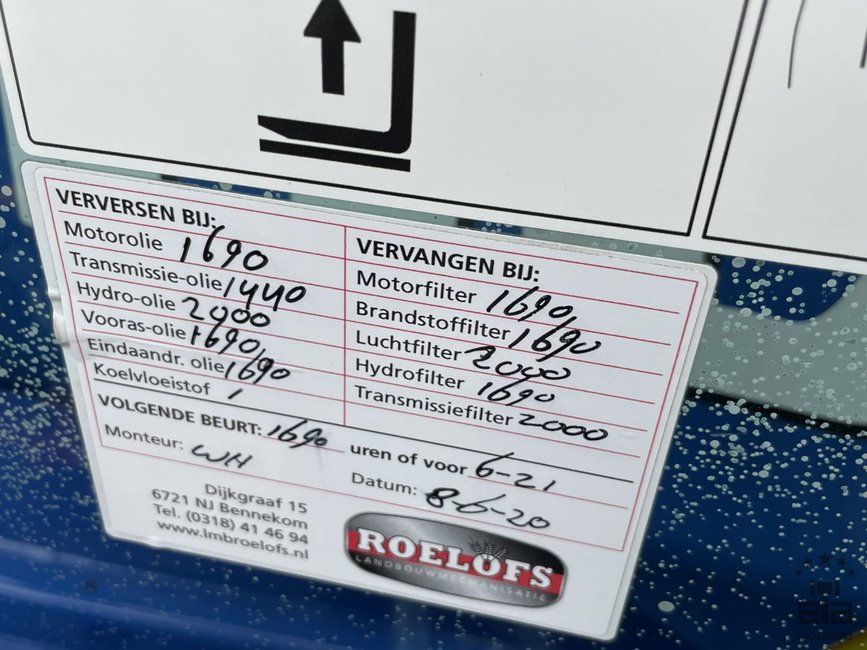 VERVERSEN BIJ:
Motorolie 1690
Transmissie-olie 1440
Hydro-olie 2000
Vooras-olie 1690
Eindaandr. olie 1690
Koelvloeistof /
VERVANGEN BIJ:
Motorfilter 1690
Brandstoffilter 1690
Luchtfilter 2000
Hydrofilter 1690
Transmissiefilter 2000
VOLGENDE BEURT: 1690 uren of voor 6-21
Monteur: WH Datum: 8-6-20
Dijkgraaf 15
6721 NJ Bennekom
Tel. (0318) 41 46 94
www.lmbroelofs.nl
ROELOFS
LANDBOUWMECHANISATIE